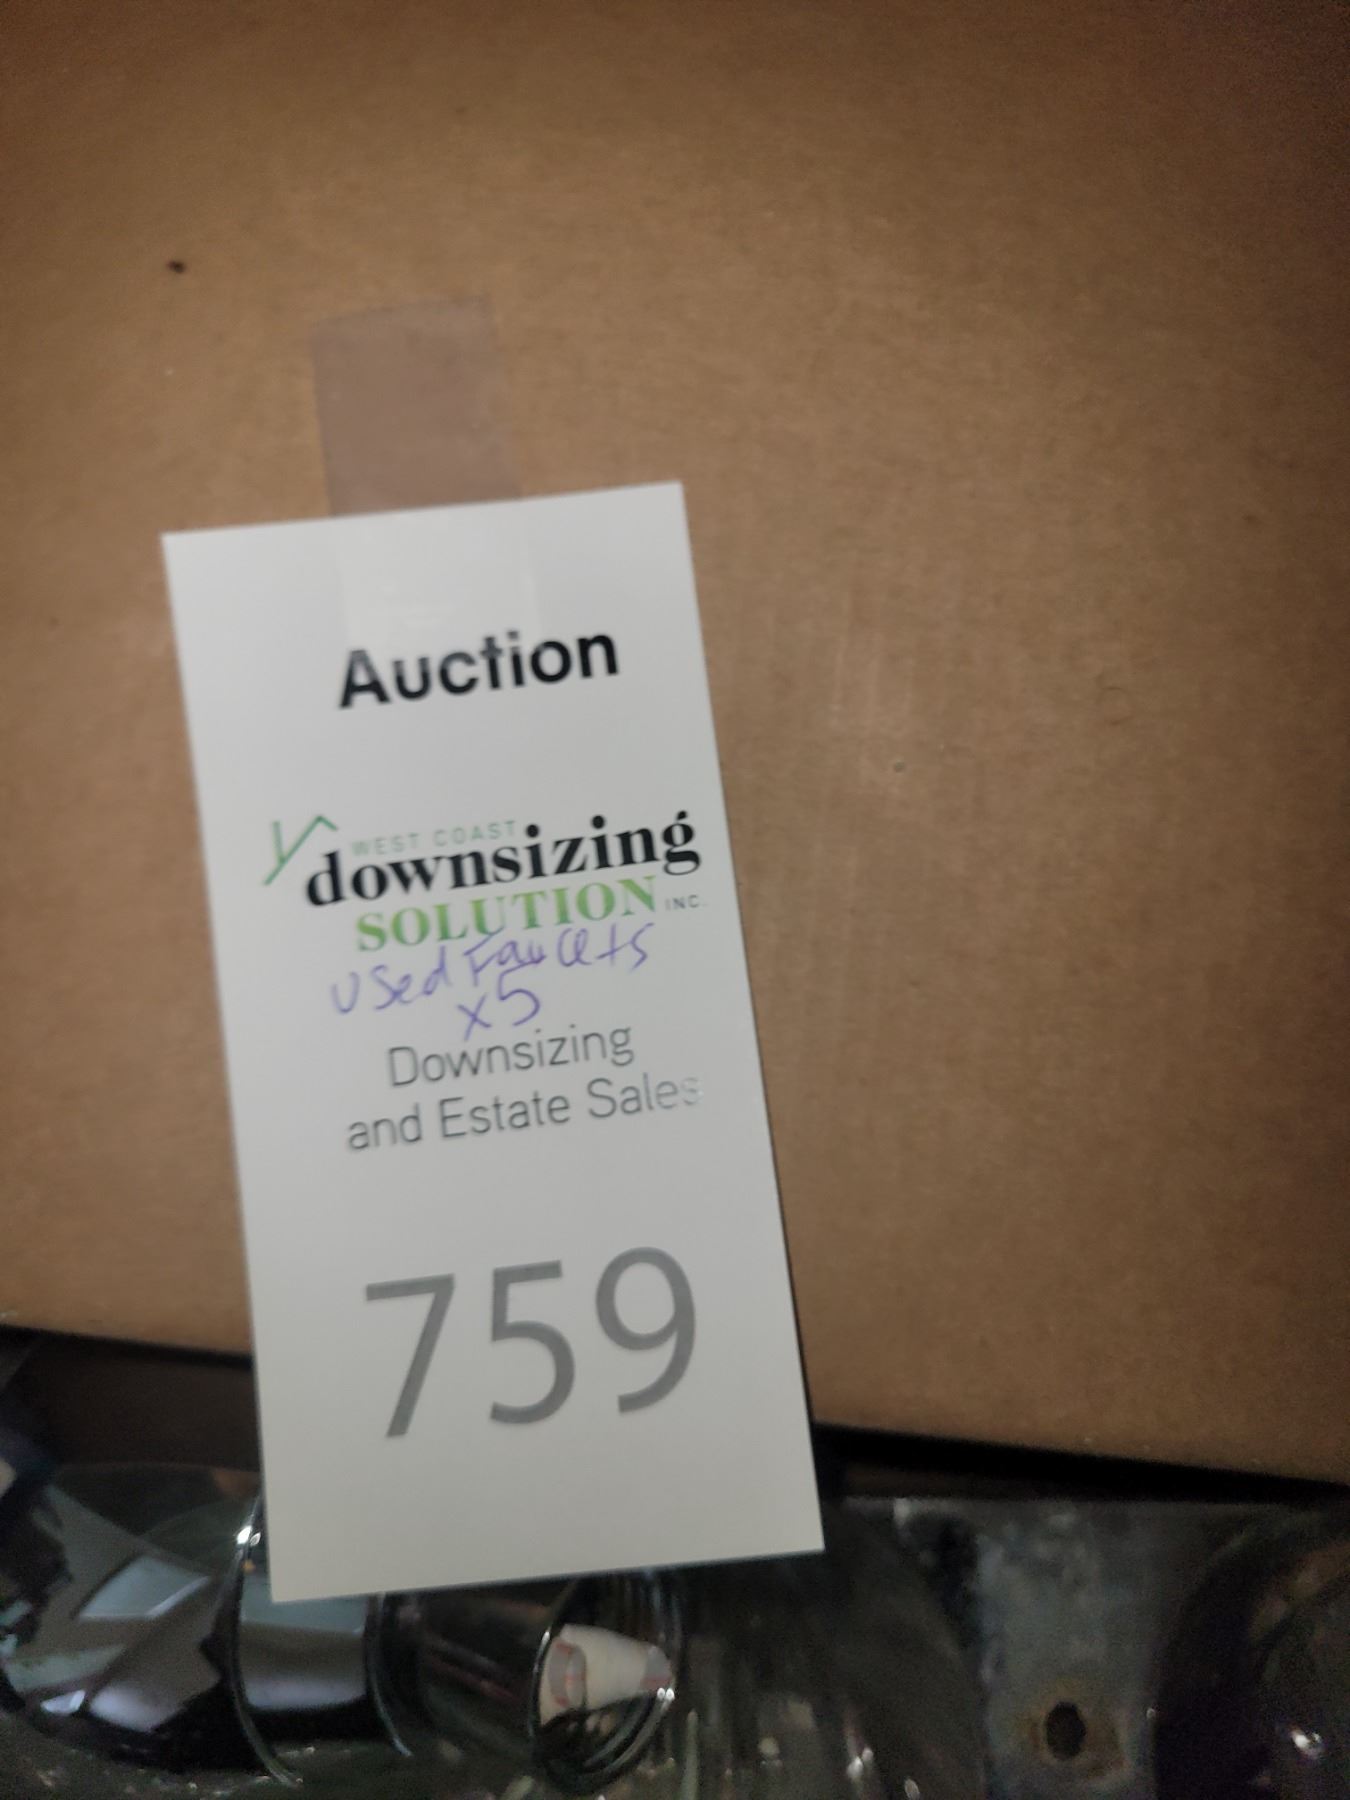 Auction
WEST COAST
downsizing
SOLUTION INC.
Used Faucets
x5
Downsizing
and Estate Sales
759